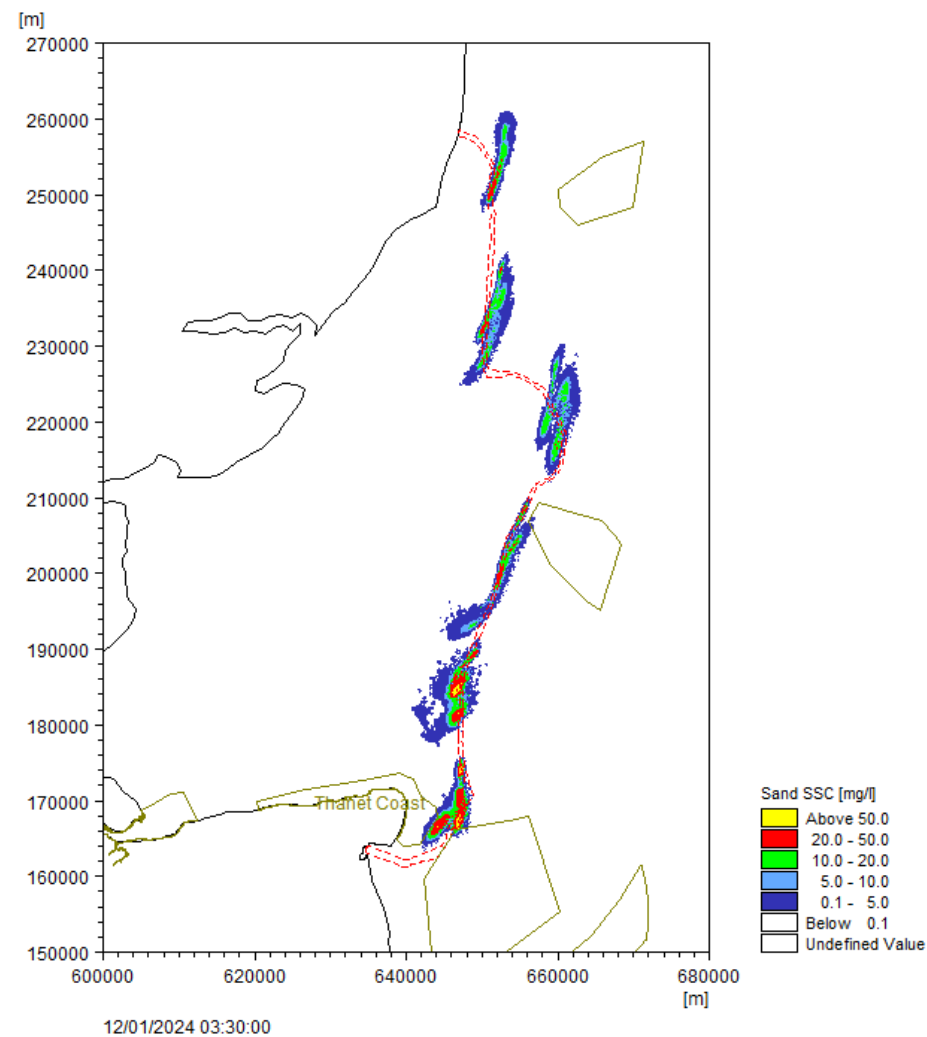 [m]
270000
260000
250000
240000
230000
220000
210000
200000
190000
180000
170000
160000
150000
600000 620000 640000 660000 680000
[m]
Thanet Coast
Sand SSC [mg/l]
Above 50.0
20.0 - 50.0
10.0 - 20.0
5.0 - 10.0
0.1 - 5.0
Below 0.1
Undefined Value
12/01/2024 03:30:00